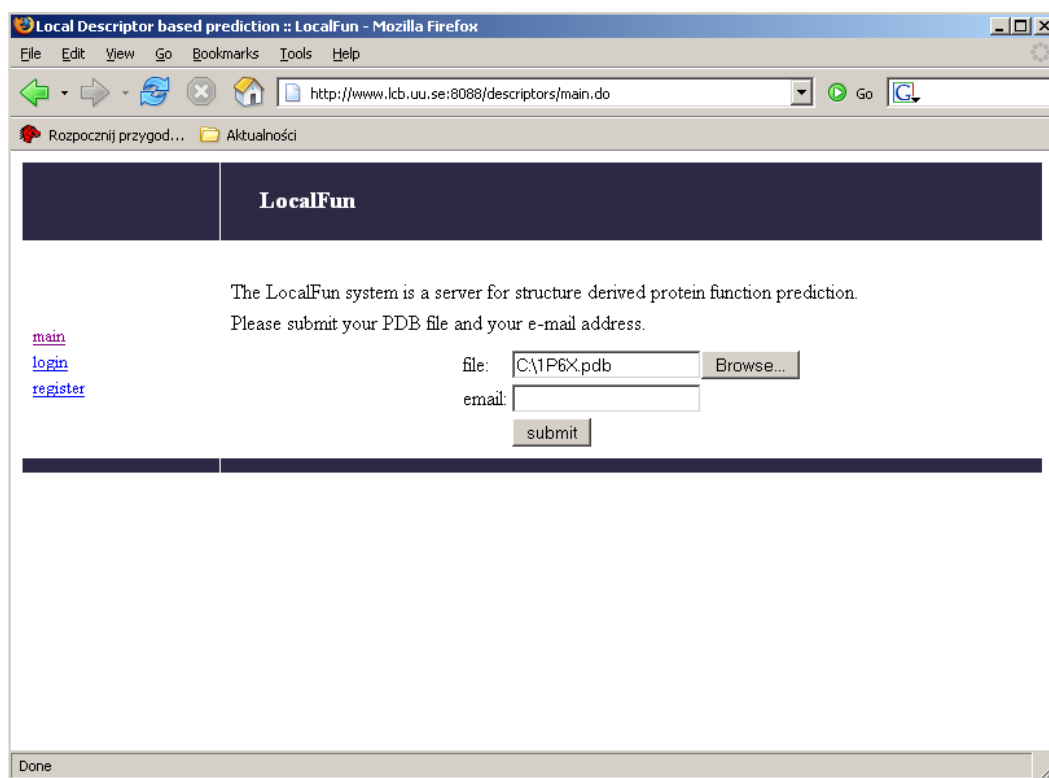 Local Descriptor based prediction :: LocalFun - Mozilla Firefox
File Edit View Go Bookmarks Tools Help
http://www.lcb.uu.se:8088/descriptors/main.do Go G
Rozpocznij przygod... Aktualności
LocalFun
The LocalFun system is a server for structure derived protein function prediction.
Please submit your PDB file and your e-mail address.
main
login
register
file: C:\1P6X.pdb Browse...
email:
submit
Done